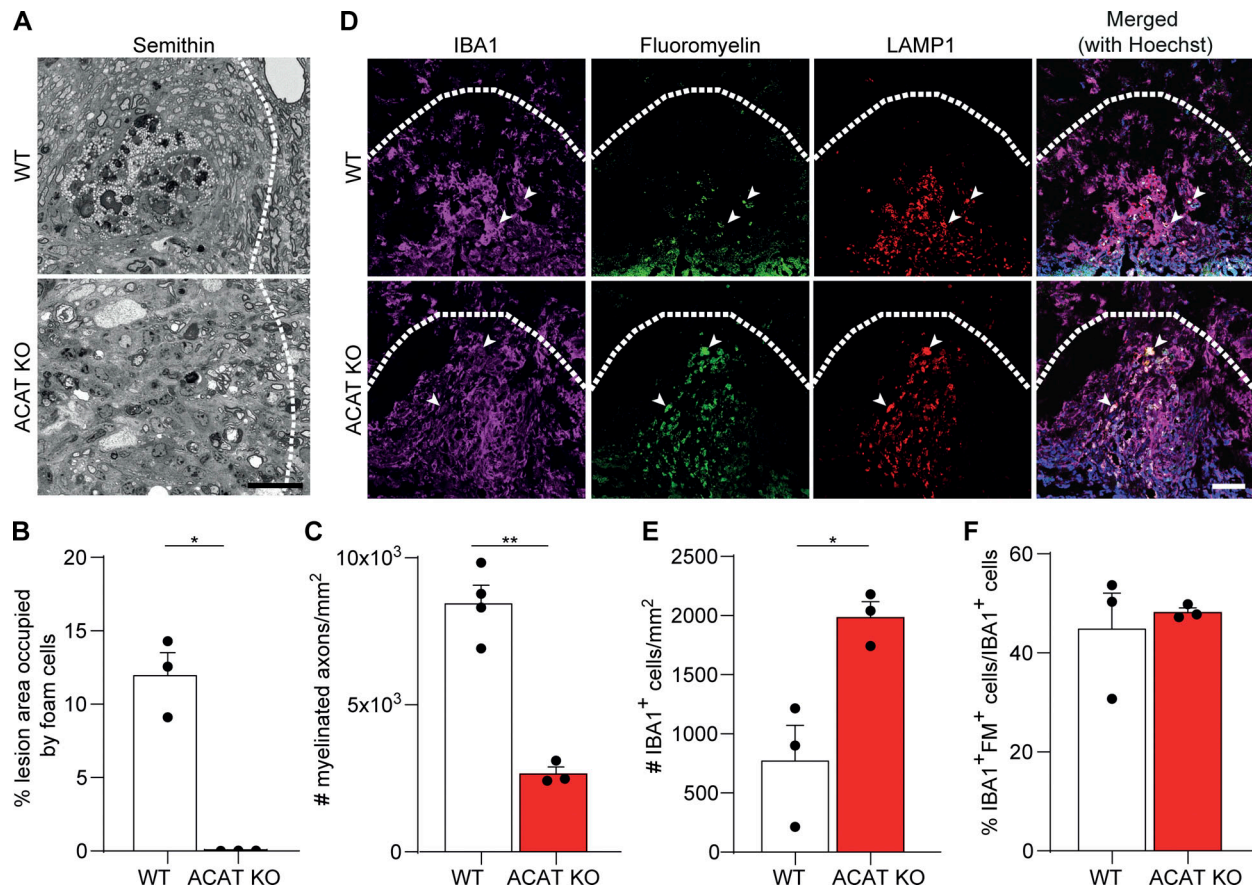 A
Semithin
WT
ACAT KO
D
IBA1
Fluoromyelin
LAMP1
Merged
(with Hoechst)
WT
ACAT KO
B
% lesion area occupied
by foam cells
20
15
10
5
0
*
WT
ACAT KO
C
# myelinated axons/mm²
10x10³
5x10³
0
**
WT
ACAT KO
E
# IBA1⁺ cells/mm²
2500
2000
1500
1000
500
0
*
WT
ACAT KO
F
% IBA1⁺FM⁺ cells/IBA1⁺ cells
60
40
20
0
WT
ACAT KO